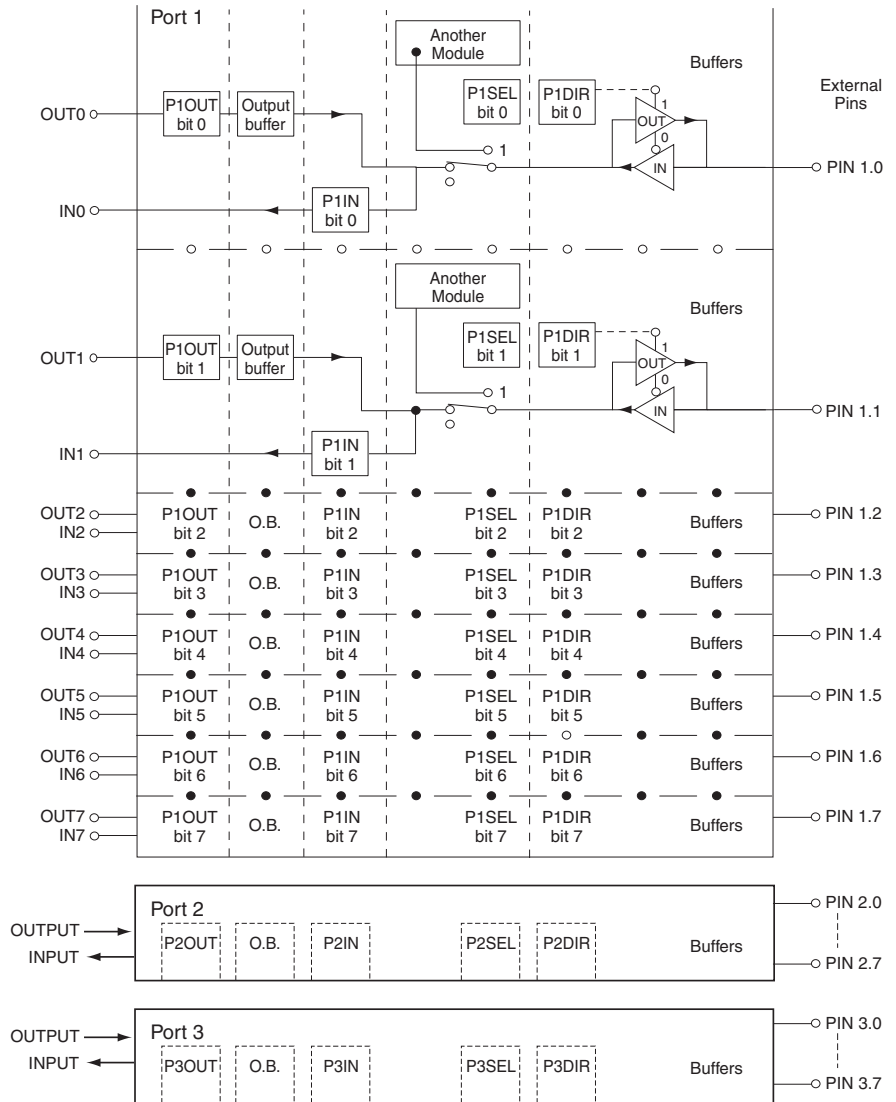 Port 1
Another
Module
Buffers
External
Pins
OUT0
P1OUT
bit 0
Output
buffer
P1SEL
bit 0
P1DIR
bit 0
1
OUT
0
IN
1
PIN 1.0
IN0
P1IN
bit 0
Another
Module
Buffers
OUT1
P1OUT
bit 1
Output
buffer
P1SEL
bit 1
P1DIR
bit 1
1
OUT
0
IN
1
PIN 1.1
IN1
P1IN
bit 1
OUT2
IN2
P1OUT
bit 2
O.B.
P1IN
bit 2
P1SEL
bit 2
P1DIR
bit 2
Buffers
PIN 1.2
OUT3
IN3
P1OUT
bit 3
O.B.
P1IN
bit 3
P1SEL
bit 3
P1DIR
bit 3
Buffers
PIN 1.3
OUT4
IN4
P1OUT
bit 4
O.B.
P1IN
bit 4
P1SEL
bit 4
P1DIR
bit 4
Buffers
PIN 1.4
OUT5
IN5
P1OUT
bit 5
O.B.
P1IN
bit 5
P1SEL
bit 5
P1DIR
bit 5
Buffers
PIN 1.5
OUT6
IN6
P1OUT
bit 6
O.B.
P1IN
bit 6
P1SEL
bit 6
P1DIR
bit 6
Buffers
PIN 1.6
OUT7
IN7
P1OUT
bit 7
O.B.
P1IN
bit 7
P1SEL
bit 7
P1DIR
bit 7
Buffers
PIN 1.7
Port 2
OUTPUT
INPUT
P2OUT
O.B.
P2IN
P2SEL
P2DIR
Buffers
PIN 2.0
PIN 2.7
Port 3
OUTPUT
INPUT
P3OUT
O.B.
P3IN
P3SEL
P3DIR
Buffers
PIN 3.0
PIN 3.7